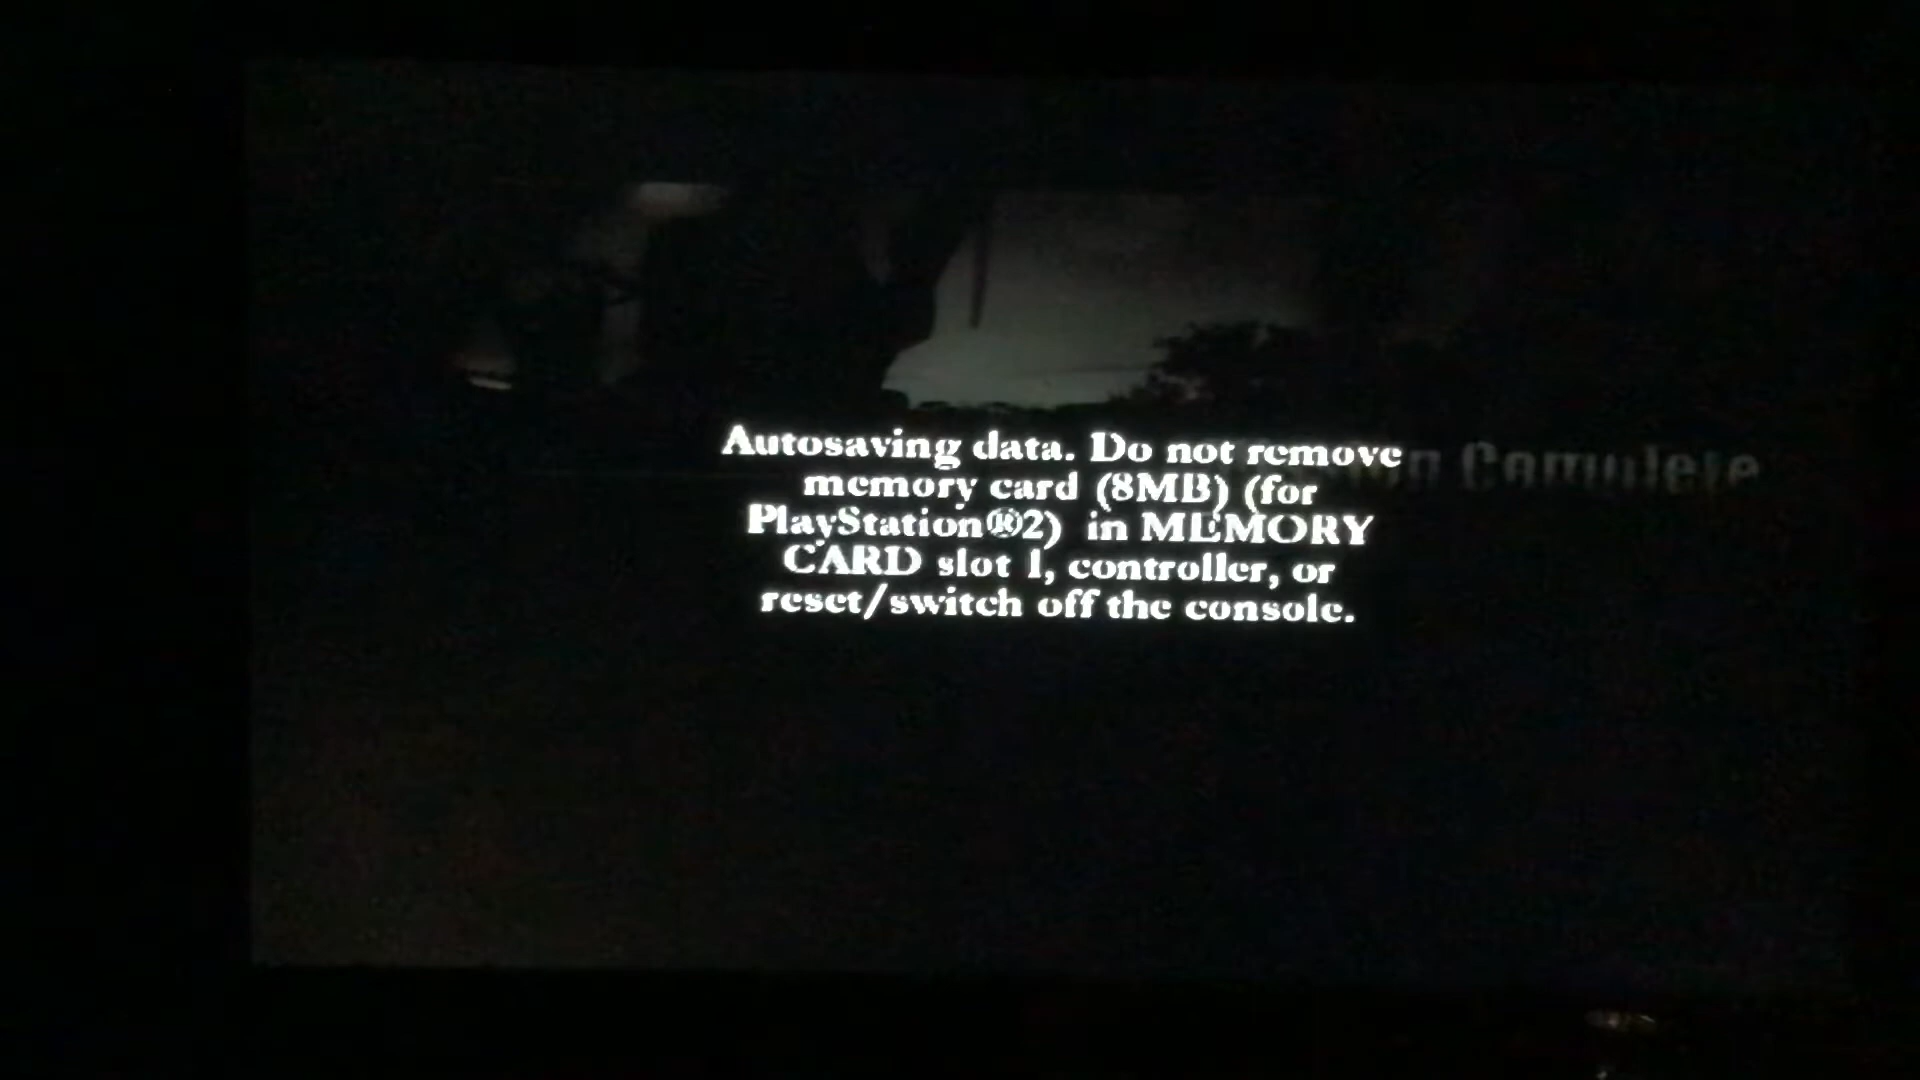 Autosaving data. Do not remove
memory card (8MB) (for
PlayStation®2) in MEMORY
CARD slot 1, controller, or
reset/switch off the console.
Complete